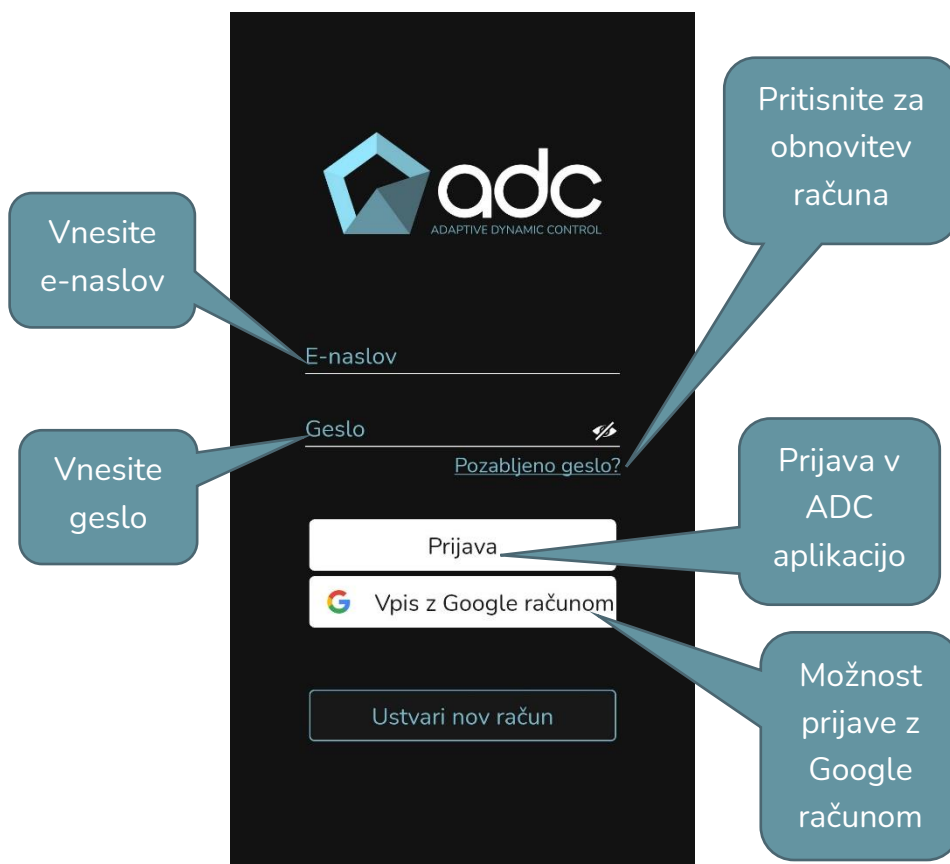 adc
ADAPTIVE DYNAMIC CONTROL
Pritisnite za
obnovitev
računa
Vnesite
e-naslov
E-naslov
Geslo
Pozabljeno geslo?
Vnesite
geslo
Prijava
Prijava v
ADC
aplikacijo
Vpis z Google računom
Možnost
prijave z
Google
računom
Ustvari nov račun